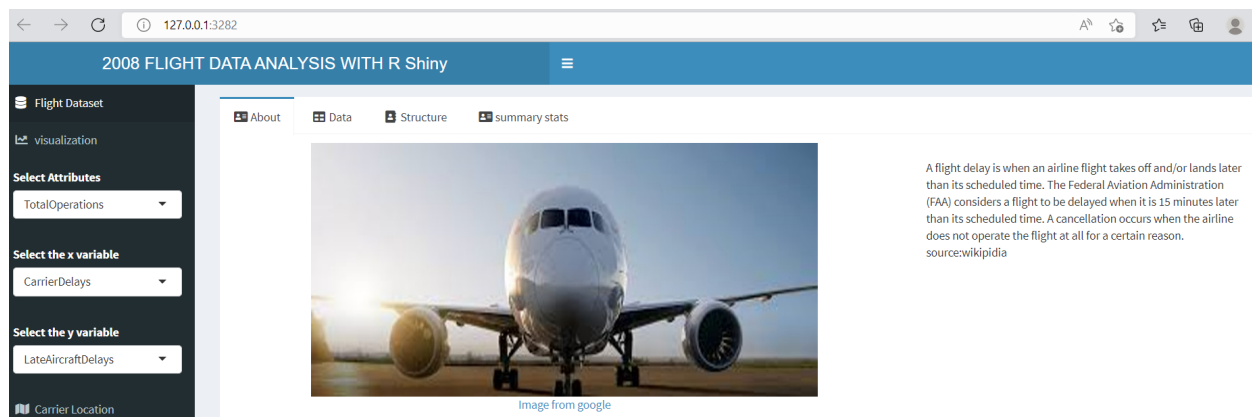 127.0.0.1:3282
2008 FLIGHT DATA ANALYSIS WITH R Shiny
Flight Dataset
visualization
Select Attributes
TotalOperations
Select the x variable
CarrierDelays
Select the y variable
LateAircraftDelays
Carrier Location
About
Data
Structure
summary stats
Image from google
A flight delay is when an airline flight takes off and/or lands later
than its scheduled time. The Federal Aviation Administration
(FAA) considers a flight to be delayed when it is 15 minutes later
than its scheduled time. A cancellation occurs when the airline
does not operate the flight at all for a certain reason.
source:wikipidia